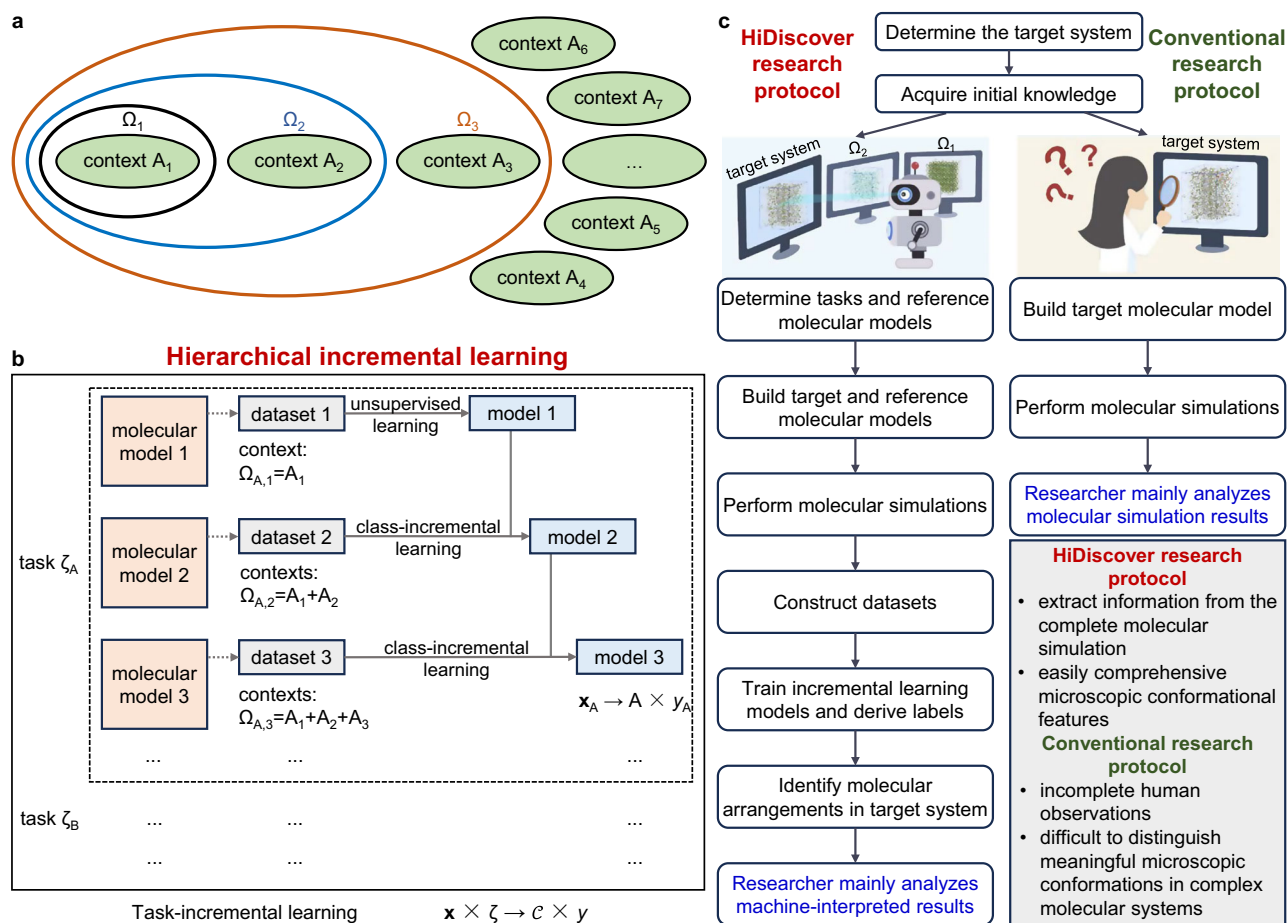 a
context A6
context A7
Ω1
Ω2
Ω3
context A1
context A2
context A3
...
context A5
context A4
b
Hierarchical incremental learning
molecular
model 1
dataset 1
unsupervised
learning
model 1
context:
ΩA,1=A1
task ζA
molecular
model 2
dataset 2
class-incremental
learning
model 2
contexts:
ΩA,2=A1+A2
molecular
model 3
dataset 3
class-incremental
learning
model 3
contexts:
ΩA,3=A1+A2+A3
xA → A × yA
... ... ...
task ζB
... ... ...
... ... ...
Task-incremental learning x × ζ → 𝒞 × y
c
HiDiscover
research
protocol
Determine the target system
Acquire initial knowledge
Conventional
research
protocol
target system
Ω2
Ω1
? ? ?
target system
Determine tasks and reference
molecular models
Build target and reference
molecular models
Perform molecular simulations
Construct datasets
Train incremental learning
models and derive labels
Identify molecular
arrangements in target system
Researcher mainly analyzes
machine-interpreted results
Build target molecular model
Perform molecular simulations
Researcher mainly analyzes
molecular simulation results
HiDiscover research
protocol
• extract information from the
complete molecular
simulation
• easily comprehensive
microscopic conformational
features
Conventional research
protocol
• incomplete human
observations
• difficult to distinguish
meaningful microscopic
conformations in complex
molecular systems